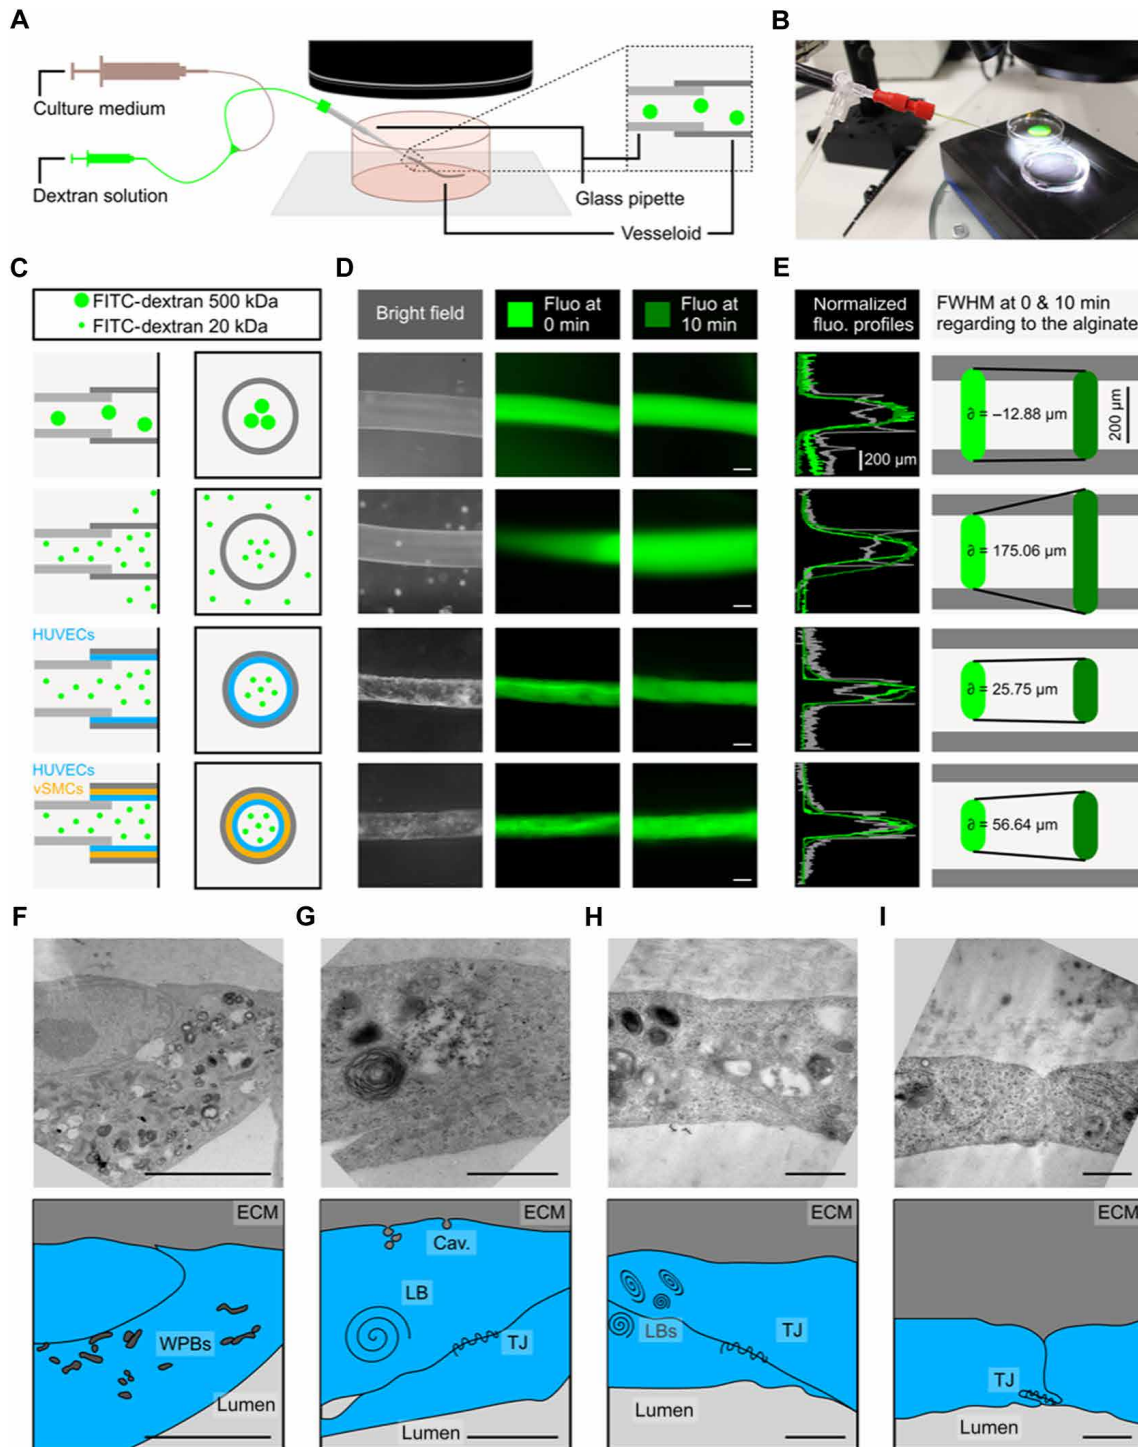 A
B
Culture medium
Dextran solution
Glass pipette
Vesseloid
C
D
E
FITC-dextran 500 kDa
FITC-dextran 20 kDa
Bright field
Fluo at
0 min
Fluo at
10 min
Normalized
fluo. profiles
FWHM at 0 & 10 min
regarding to the alginate
200 µm
∂ = −12.88 µm
200 µm
∂ = 175.06 µm
HUVECs
∂ = 25.75 µm
HUVECs
vSMCs
∂ = 56.64 µm
F
G
H
I
ECM
WPBs
Lumen
ECM
Cav.
LB
TJ
Lumen
ECM
LBs
TJ
Lumen
ECM
TJ
Lumen